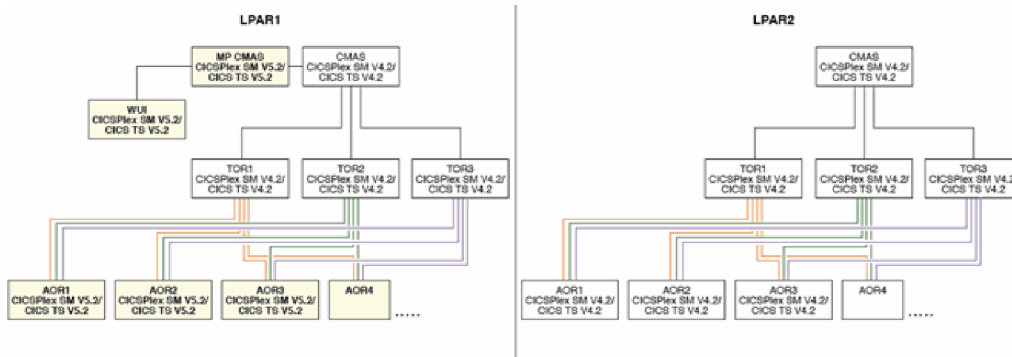 LPAR1
MP CMAS
CICSPlex SM V5.2/
CICS TS V5.2
CMAS
CICSPlex SM V4.2/
CICS TS V4.2
WUI
CICSPlex SM V5.2/
CICS TS V5.2
TOR1
CICSPlex SM V4.2/
CICS TS V4.2
TOR2
CICSPlex SM V4.2/
CICS TS V4.2
TOR3
CICSPlex SM V4.2/
CICS TS V4.2
AOR1
CICSPlex SM V5.2/
CICS TS V5.2
AOR2
CICSPlex SM V5.2/
CICS TS V5.2
AOR3
CICSPlex SM V5.2/
CICS TS V5.2
AOR4
.....
LPAR2
CMAS
CICSPlex SM V4.2/
CICS TS V4.2
TOR1
CICSPlex SM V4.2/
CICS TS V4.2
TOR2
CICSPlex SM V4.2/
CICS TS V4.2
TOR3
CICSPlex SM V4.2/
CICS TS V4.2
AOR1
CICSPlex SM V4.2/
CICS TS V4.2
AOR2
CICSPlex SM V4.2/
CICS TS V4.2
AOR3
CICSPlex SM V4.2/
CICS TS V4.2
AOR4
.....